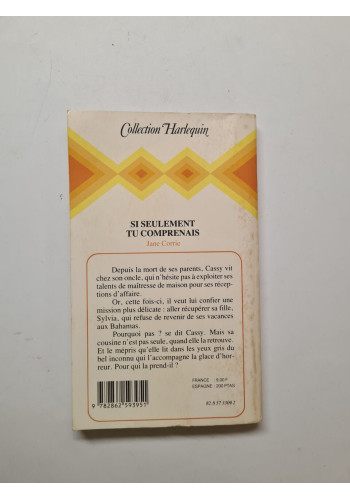 Collection Harlequin
SI SEULEMENT
TU COMPRENAIS
Jane Corrie
Depuis la mort de ses parents, Cassy vit
chez son oncle, qui n'hésite pas à exploiter ses
talents de maîtresse de maison pour ses récep-
tions d'affaire.
Or, cette fois-ci, il veut lui confier une
mission plus délicate : aller récupérer sa fille,
Sylvia, qui refuse de revenir de ses vacances aux
Bahamas.
Pourquoi pas ? se dit Cassy. Mais sa
cousine n'est pas seule, quand elle la retrouve.
Et le mépris qu'elle lit dans les yeux gris du
bel inconnu qui l'accompagne la glace d'hor-
reur. Pour qui la prend-il ?
9 782862 593951
FRANCE
ESPAGNE